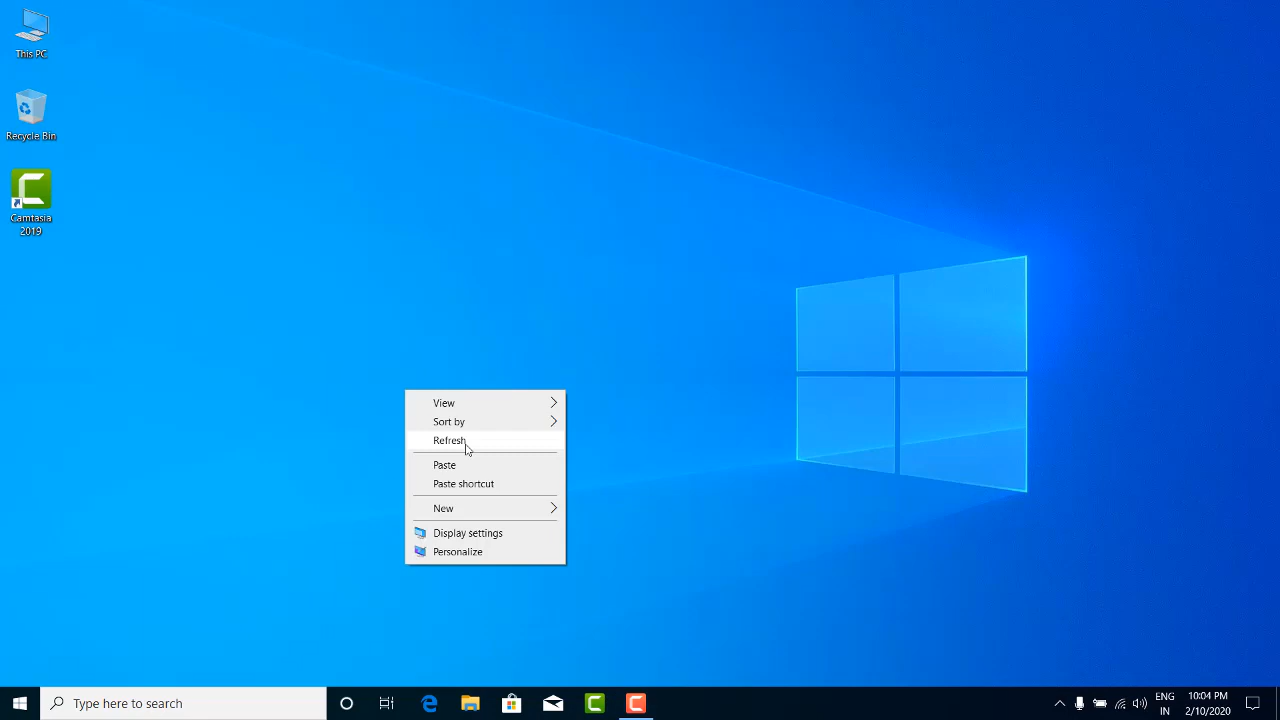 This PC
Recycle Bin
Camtasia
2019
View
Sort by
Refresh
Paste
Paste shortcut
New
Display settings
Personalize
Type here to search
ENG
IN
10:04 PM
2/10/2020